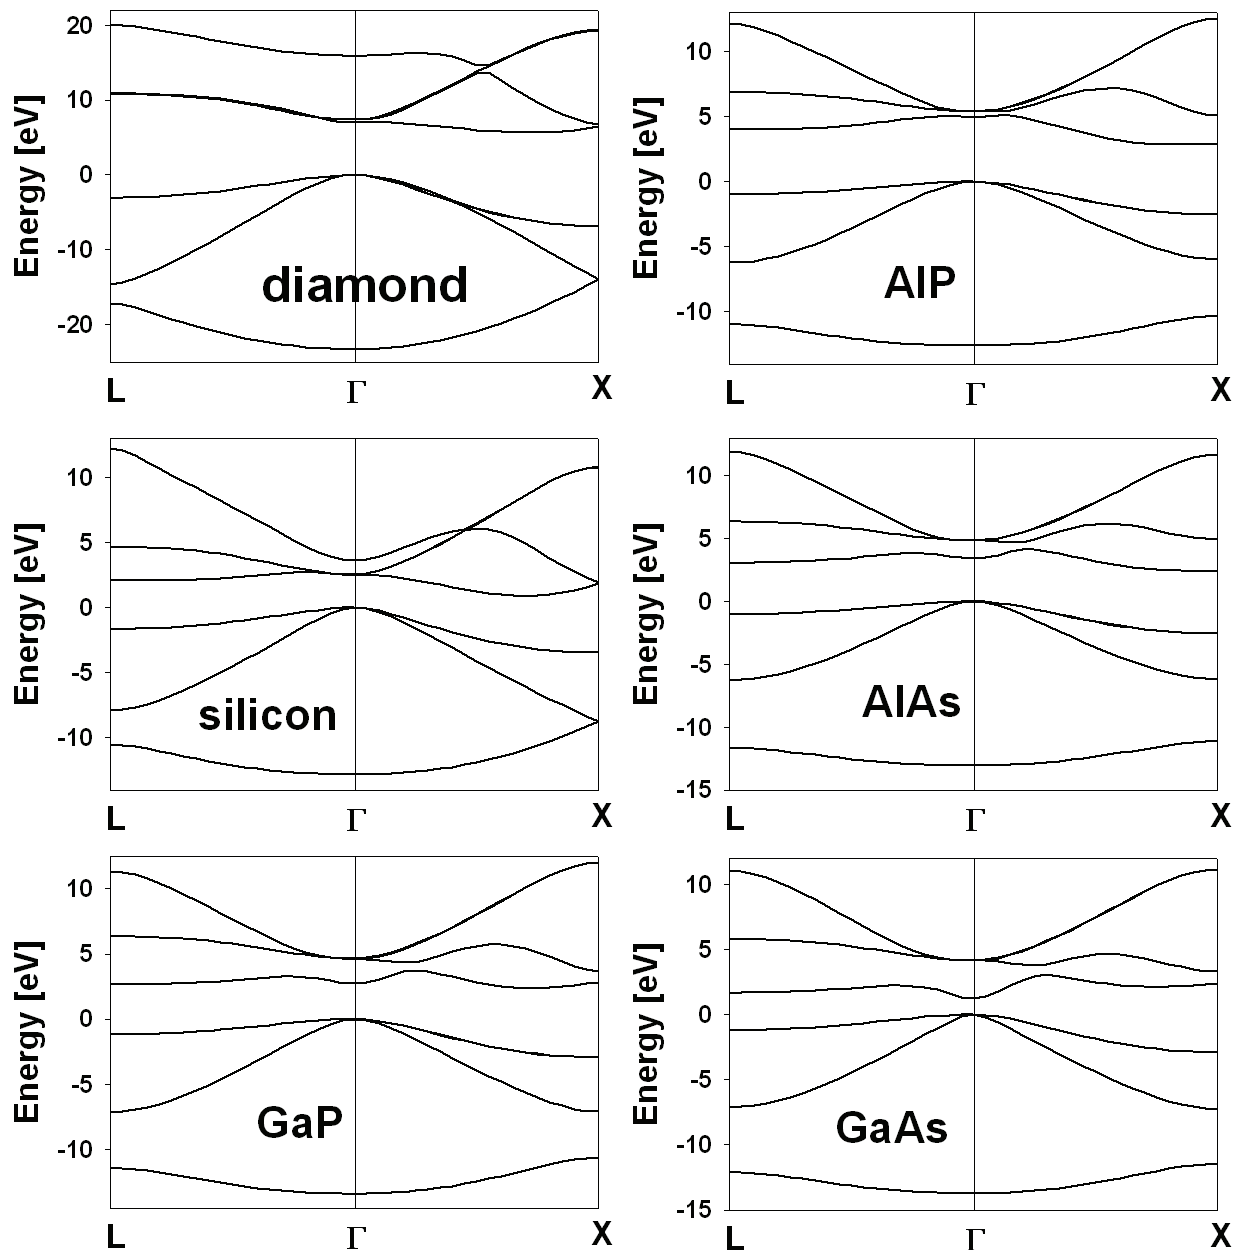 Energy [eV]
20
10
0
-10
-20
diamond
L Γ X
Energy [eV]
10
5
0
-5
-10
AlP
L Γ X
Energy [eV]
10
5
0
-5
-10
silicon
L Γ X
Energy [eV]
10
5
0
-5
-10
-15
AlAs
L Γ X
Energy [eV]
10
5
0
-5
-10
GaP
L Γ X
Energy [eV]
10
5
0
-5
-10
-15
GaAs
L Γ X